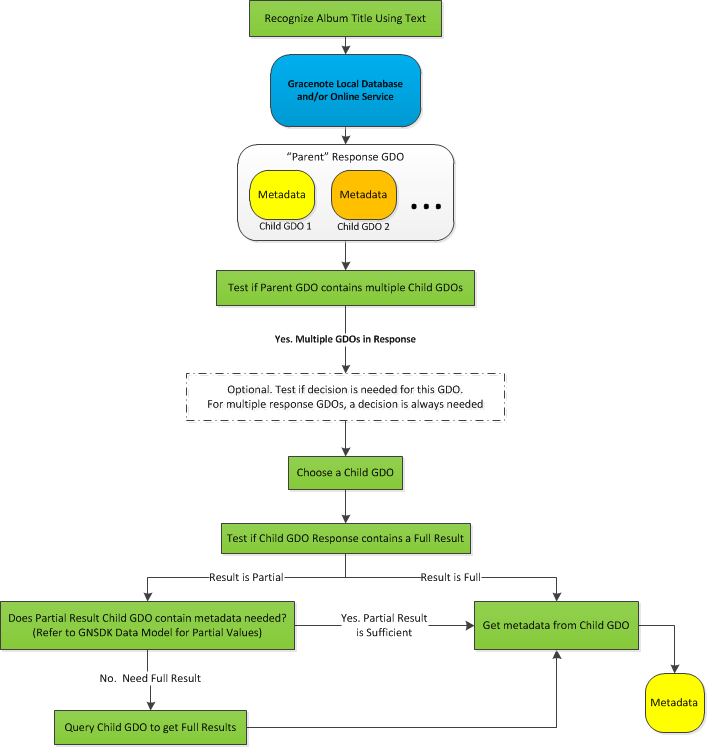 Recognize Album Title Using Text
Gracenote Local Database
and/or Online Service
“Parent” Response GDO
Metadata
Metadata
...
Child GDO 1
Child GDO 2
Test if Parent GDO contains multiple Child GDOs
Yes. Multiple GDOs in Response
Optional. Test if decision is needed for this GDO.
For multiple response GDOs, a decision is always needed
Choose a Child GDO
Test if Child GDO Response contains a Full Result
Result is Partial
Result is Full
Does Partial Result Child GDO contain metadata needed?
(Refer to GNSDK Data Model for Partial Values)
Yes. Partial Result
is Sufficient
Get metadata from Child GDO
No.  Need Full Result
Metadata
Query Child GDO to get Full Results